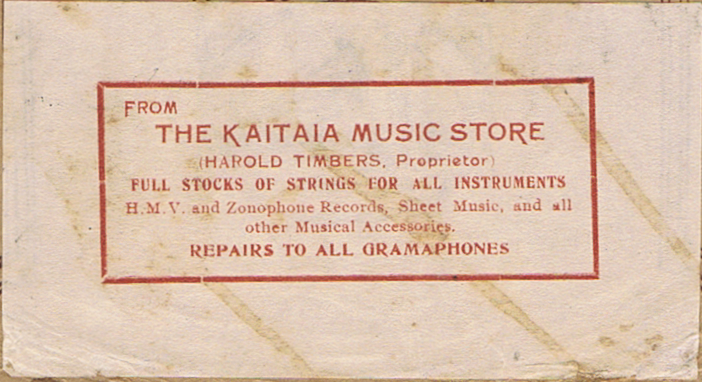 FROM
THE KAITAIA MUSIC STORE
(HAROLD TIMBERS, Proprietor)
FULL STOCKS OF STRINGS FOR ALL INSTRUMENTS
H.M.V. and Zonophone Records, Sheet Music, and all
other Musical Accessories.
REPAIRS TO ALL GRAMAPHONES